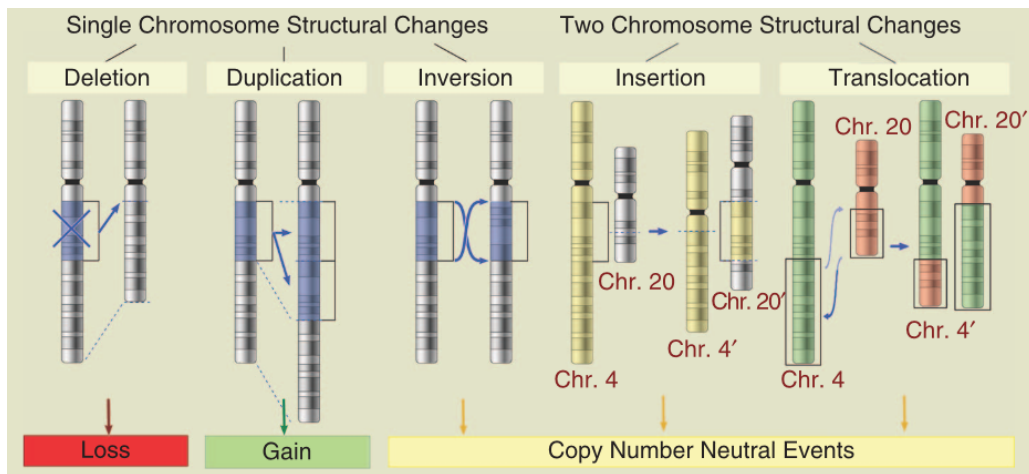 Single Chromosome Structural Changes
Two Chromosome Structural Changes
Deletion
Duplication
Inversion
Insertion
Translocation
Chr. 20
Chr. 20′
Chr. 20
Chr. 20′
Chr. 4′
Chr. 4
Chr. 4′
Chr. 4
Loss
Gain
Copy Number Neutral Events